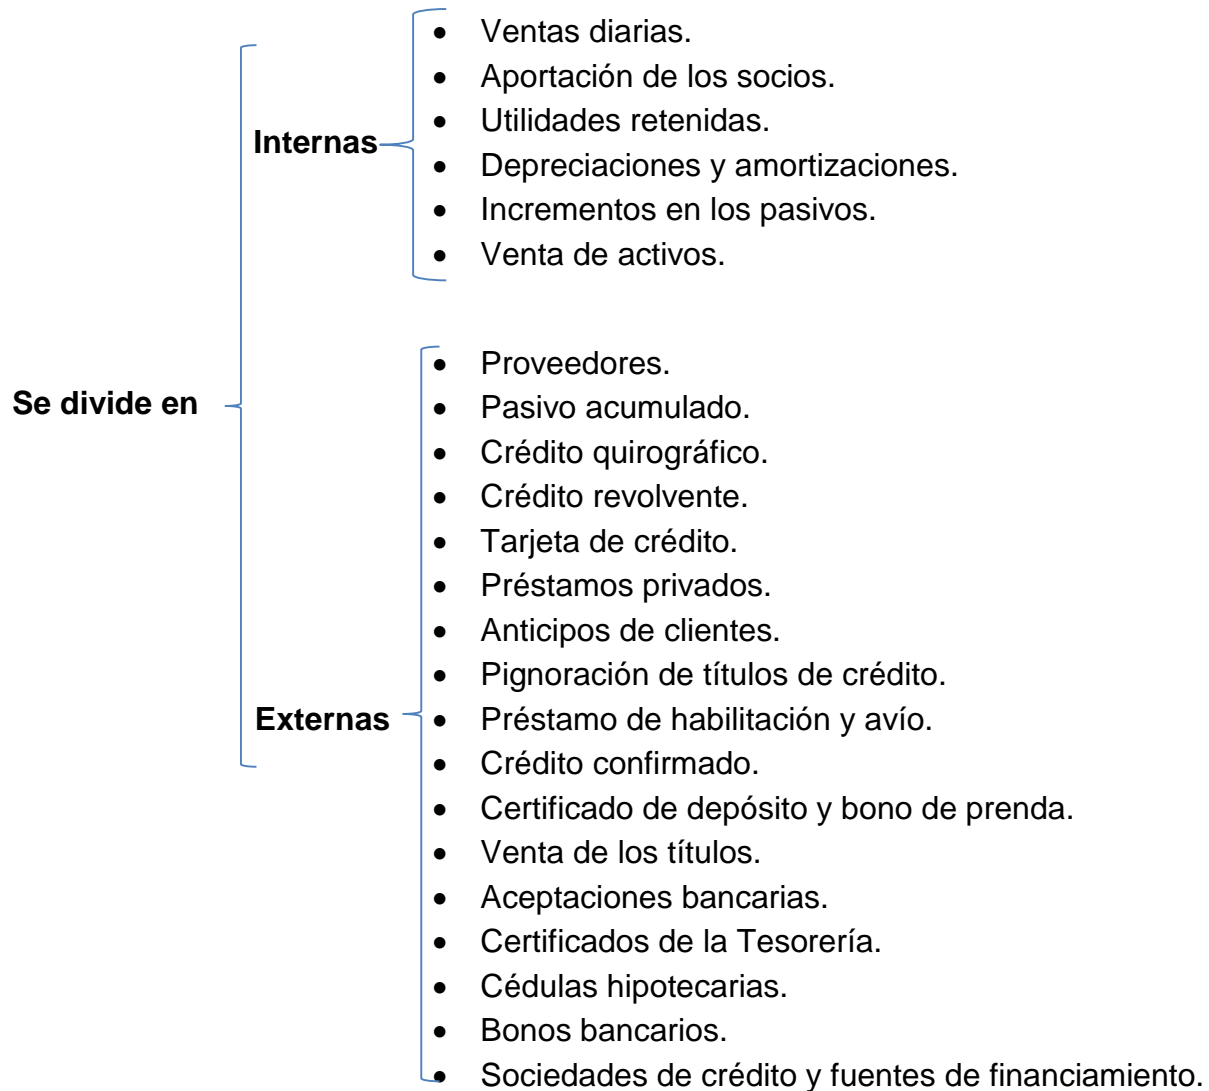 Se divide en
Internas
• Ventas diarias.
• Aportación de los socios.
• Utilidades retenidas.
• Depreciaciones y amortizaciones.
• Incrementos en los pasivos.
• Venta de activos.
Externas
• Proveedores.
• Pasivo acumulado.
• Crédito quirográfico.
• Crédito revolvente.
• Tarjeta de crédito.
• Préstamos privados.
• Anticipos de clientes.
• Pignoración de títulos de crédito.
• Préstamo de habilitación y avío.
• Crédito confirmado.
• Certificado de depósito y bono de prenda.
• Venta de los títulos.
• Aceptaciones bancarias.
• Certificados de la Tesorería.
• Cédulas hipotecarias.
• Bonos bancarios.
• Sociedades de crédito y fuentes de financiamiento.